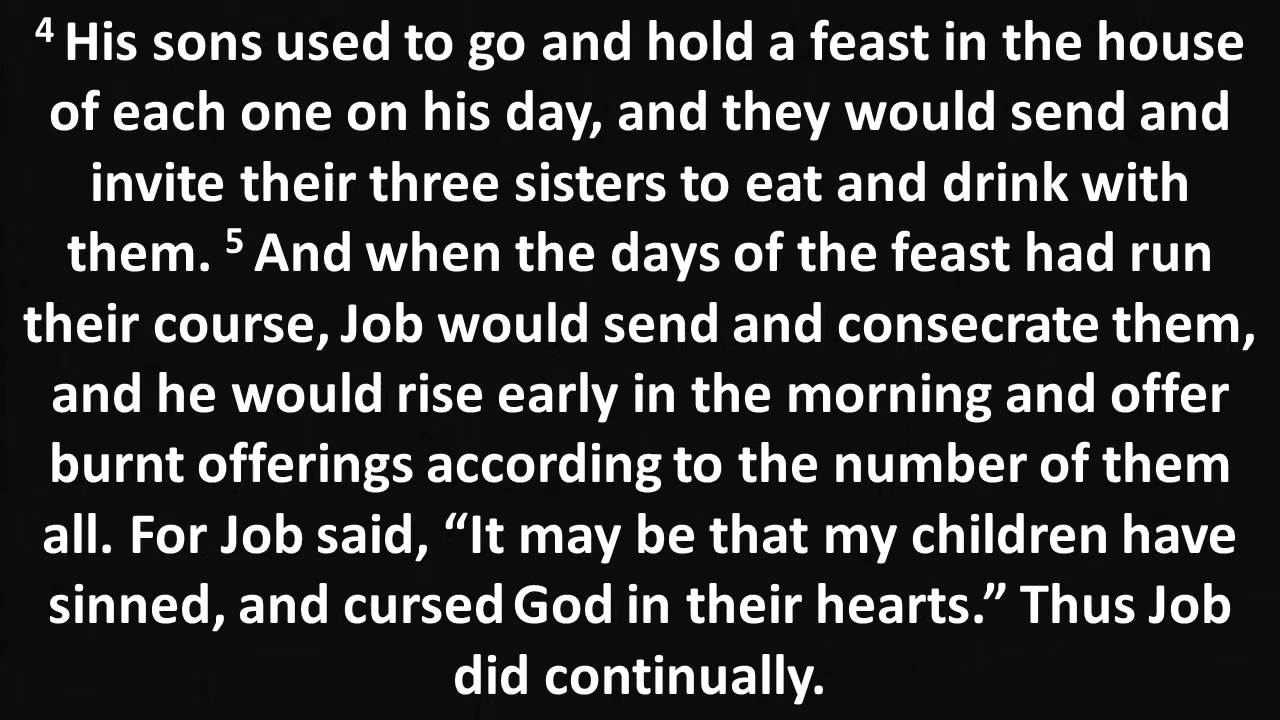 ⁴ His sons used to go and hold a feast in the house
of each one on his day, and they would send and
invite their three sisters to eat and drink with
them. ⁵ And when the days of the feast had run
their course, Job would send and consecrate them,
and he would rise early in the morning and offer
burnt offerings according to the number of them
all. For Job said, “It may be that my children have
sinned, and cursed God in their hearts.” Thus Job
did continually.